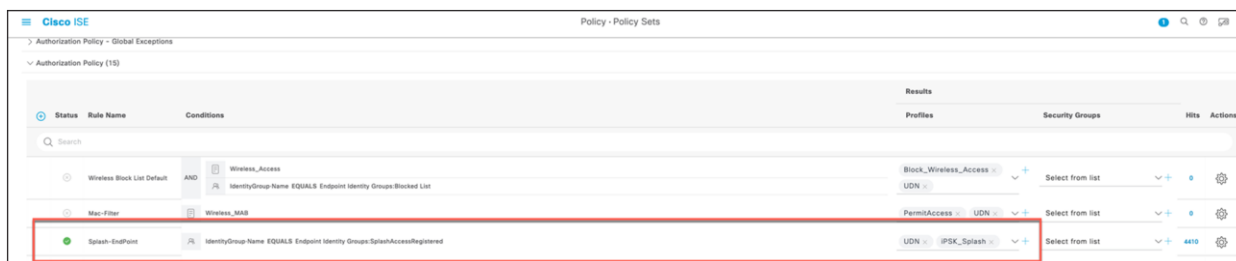 Cisco ISE
Policy · Policy Sets
1
Authorization Policy - Global Exceptions
Authorization Policy (15)
Results
Status Rule Name Conditions Profiles Security Groups Hits Actions
Search
Wireless Block List Default AND Wireless_Access
IdentityGroup-Name EQUALS Endpoint Identity Groups:Blocked List
Block_Wireless_Access ×
UDN ×
Select from list 0
Mac-Filter Wireless_MAB PermitAccess × UDN × Select from list 0
Splash-EndPoint IdentityGroup-Name EQUALS Endpoint Identity Groups:SplashAccessRegistered UDN × iPSK_Splash × Select from list 4410